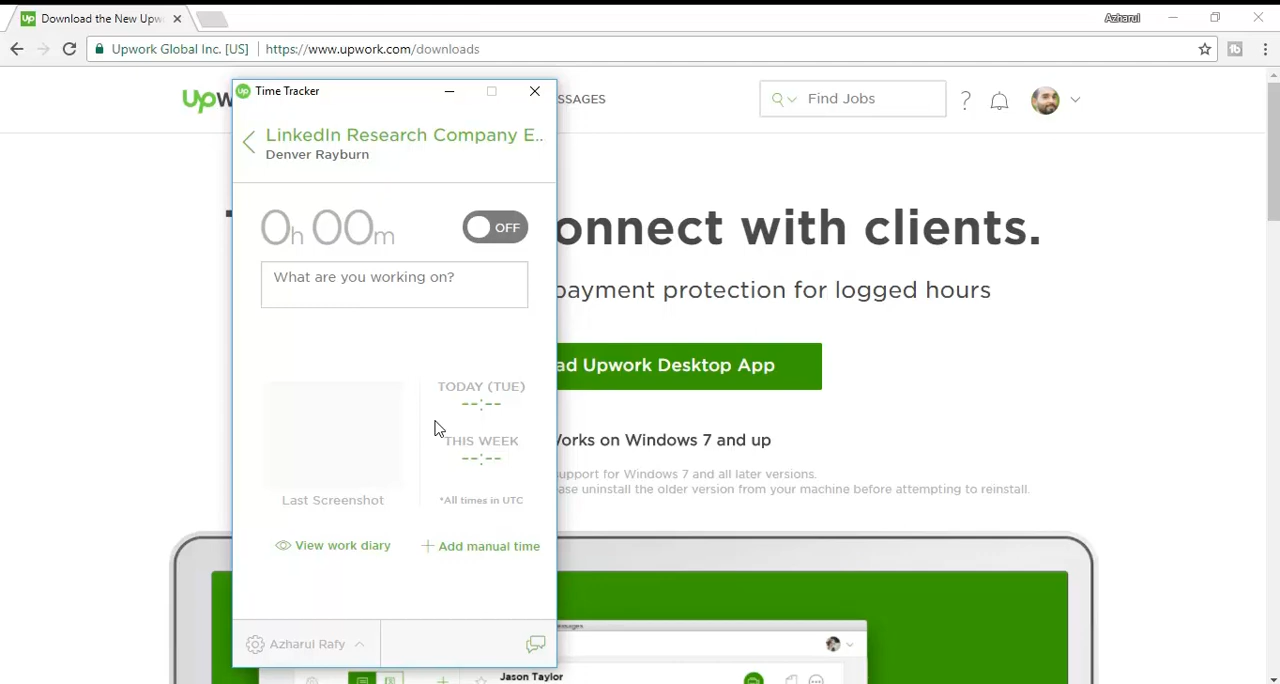 Download the New Upw
Azharul
Upwork Global Inc. [US] https://www.upwork.com/downloads
Up
Time Tracker
SSAGES
Find Jobs
LinkedIn Research Company E..
Denver Rayburn
0h 00m OFF
onnect with clients.
What are you working on?
payment protection for logged hours
ad Upwork Desktop App
TODAY (TUE)
--:--
THIS WEEK
--:--
Works on Windows 7 and up
support for Windows 7 and all later versions.
ase uninstall the older version from your machine before attempting to reinstall.
Last Screenshot
*All times in UTC
View work diary
Add manual time
Azharul Rafy
Jason Taylor